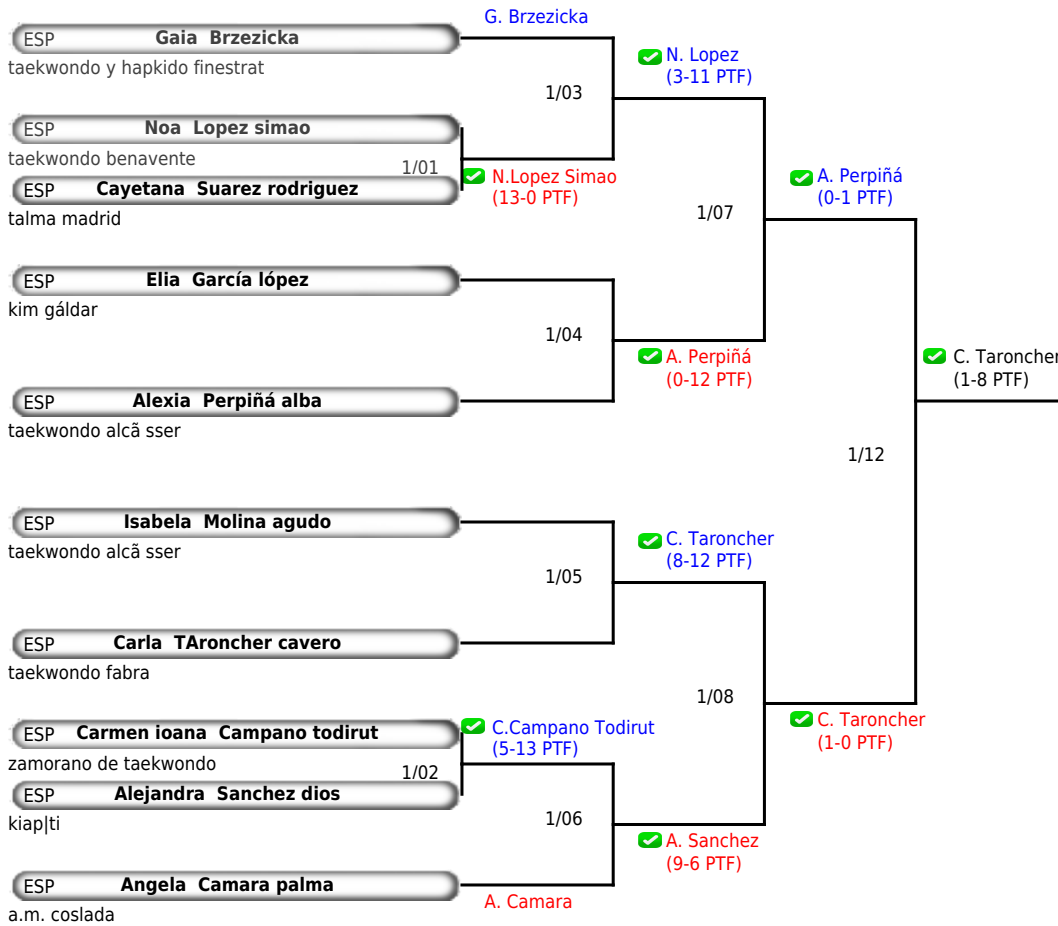 G. Brzezicka
ESP Gaia Brzezicka
taekwondo y hapkido finestrat
N. Lopez
(3-11 PTF)
1/03
ESP Noa Lopez simao
taekwondo benavente
1/01
N.Lopez Simao
(13-0 PTF)
ESP Cayetana Suarez rodriguez
talma madrid
A. Perpiñá
(0-1 PTF)
1/07
ESP Elia García lópez
kim gáldar
1/04
A. Perpiñá
(0-12 PTF)
C. Taroncher
(1-8 PTF)
ESP Alexia Perpiñá alba
taekwondo alcã sser
1/12
ESP Isabela Molina agudo
taekwondo alcã sser
C. Taroncher
(8-12 PTF)
1/05
ESP Carla TAroncher cavero
taekwondo fabra
1/08
C. Taroncher
(1-0 PTF)
ESP Carmen ioana Campano todirut
zamorano de taekwondo
C.Campano Todirut
(5-13 PTF)
1/02
ESP Alejandra Sanchez dios
kiap|ti
1/06
A. Sanchez
(9-6 PTF)
ESP Angela Camara palma
a.m. coslada
A. Camara